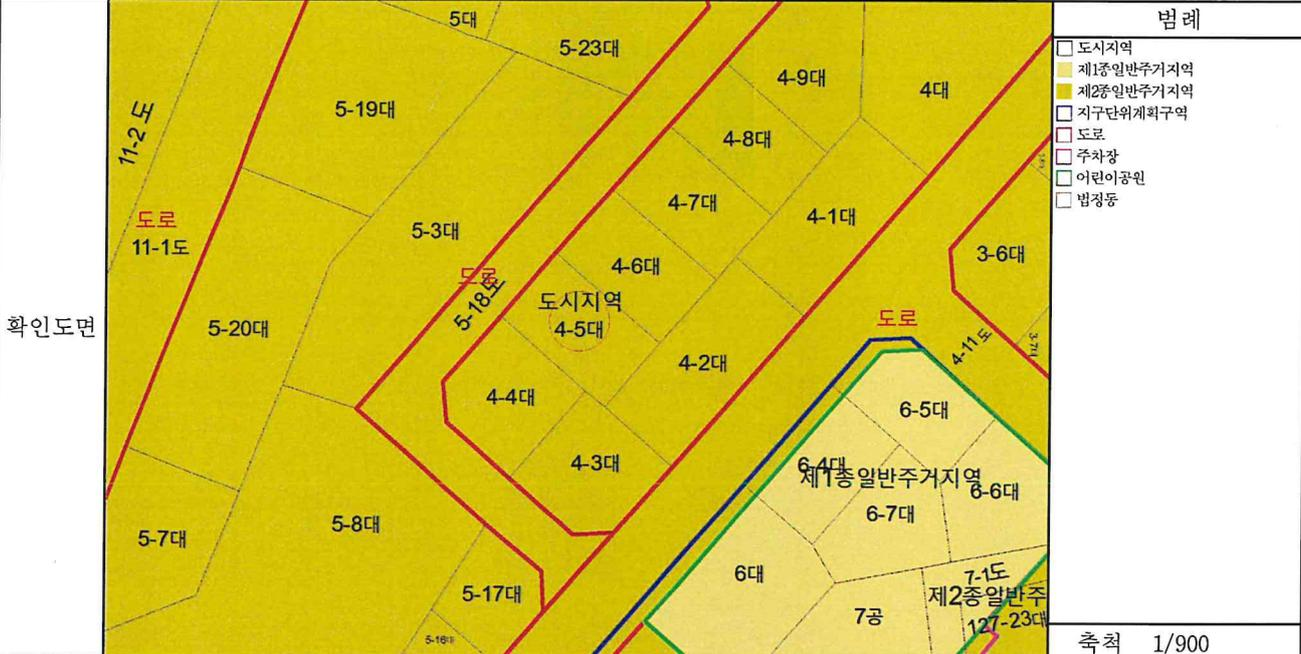 확인도면
5대
5-23대
4-9대
4대
5-19대
11-2 도
4-8대
4-7대
4-1대
도로
11-1도
5-3대
3-6대
4-6대
도로
5-18도
도시지역
4-5대
5-20대
도로
4-11도
3-7대
4-2대
4-4대
6-5대
4-3대
6-4대
제1종일반주거지역
6-6대
6-7대
5-8대
5-7대
6대
7-1도
5-17대
제2종일반주
7공
127-23대
5-16대
범례
도시지역
제1종일반주거지역
제2종일반주거지역
지구단위계획구역
도로
주차장
어린이공원
법정동
축척 1/900